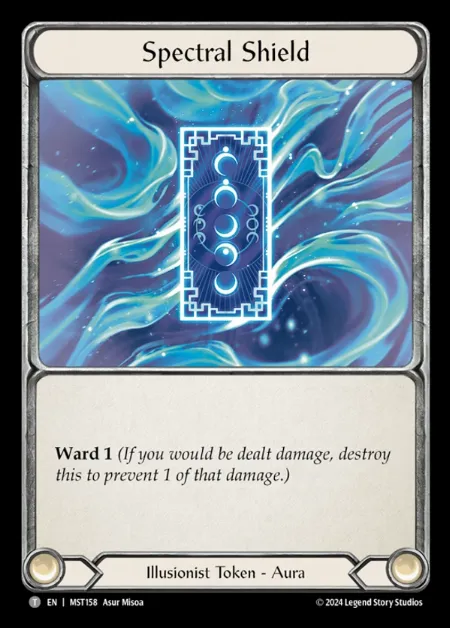 Spectral Shield
Ward 1 (If you would be dealt damage, destroy
this to prevent 1 of that damage.)
Illusionist Token - Aura
T EN | MST158 Asur Misoa © 2024 Legend Story Studios